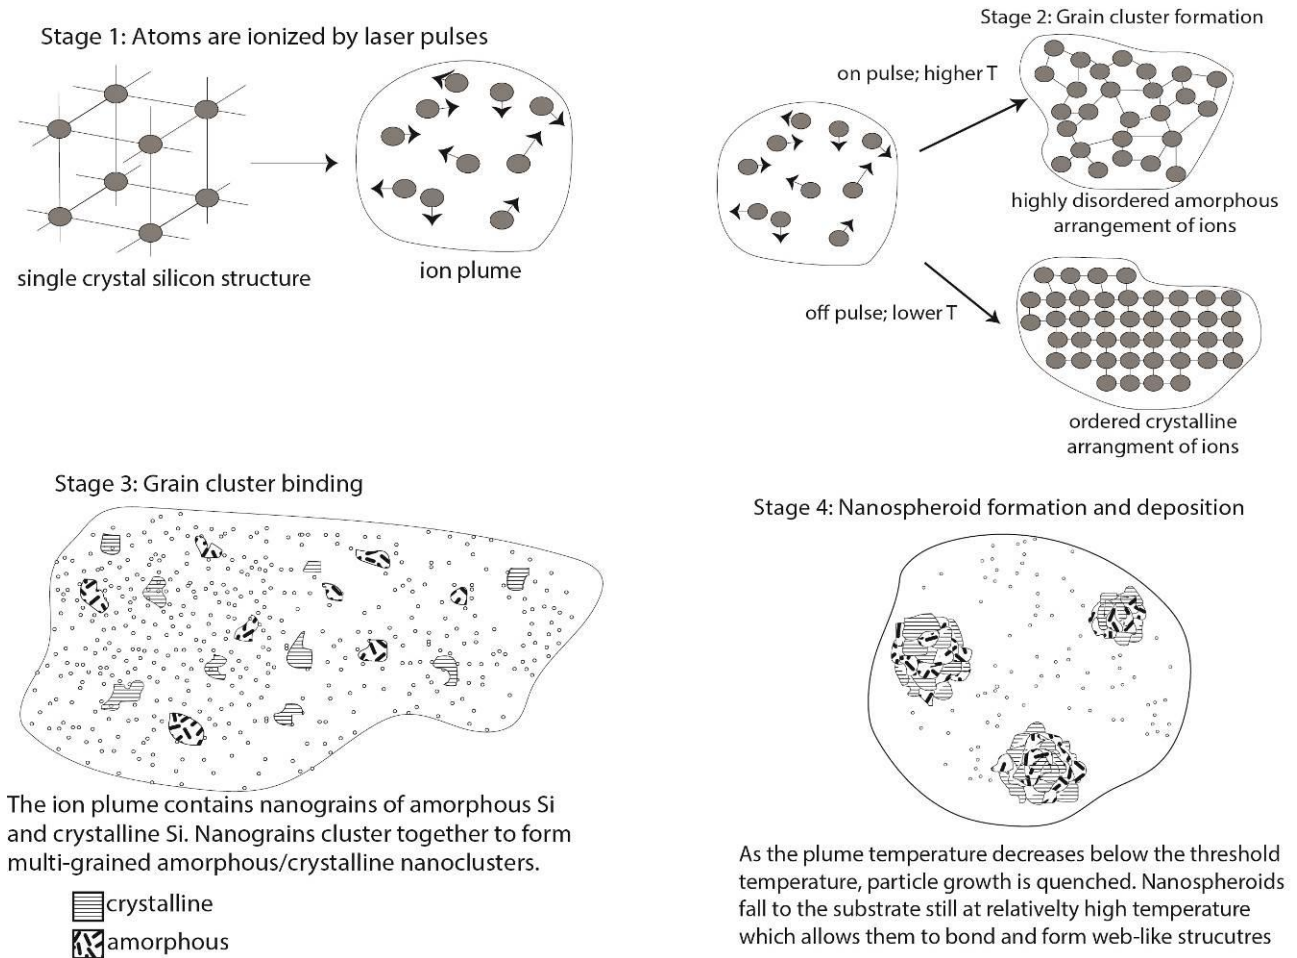 Stage 1: Atoms are ionized by laser pulses
single crystal silicon structure
ion plume
Stage 2: Grain cluster formation
on pulse; higher T
highly disordered amorphous
arrangement of ions
off pulse; lower T
ordered crystalline
arrangment of ions
Stage 3: Grain cluster binding
The ion plume contains nanograins of amorphous Si
and crystalline Si. Nanograins cluster together to form
multi-grained amorphous/crystalline nanoclusters.
crystalline
amorphous
Stage 4: Nanospheroid formation and deposition
As the plume temperature decreases below the threshold
temperature, particle growth is quenched. Nanospheroids
fall to the substrate still at relativelty high temperature
which allows them to bond and form web-like strucutres